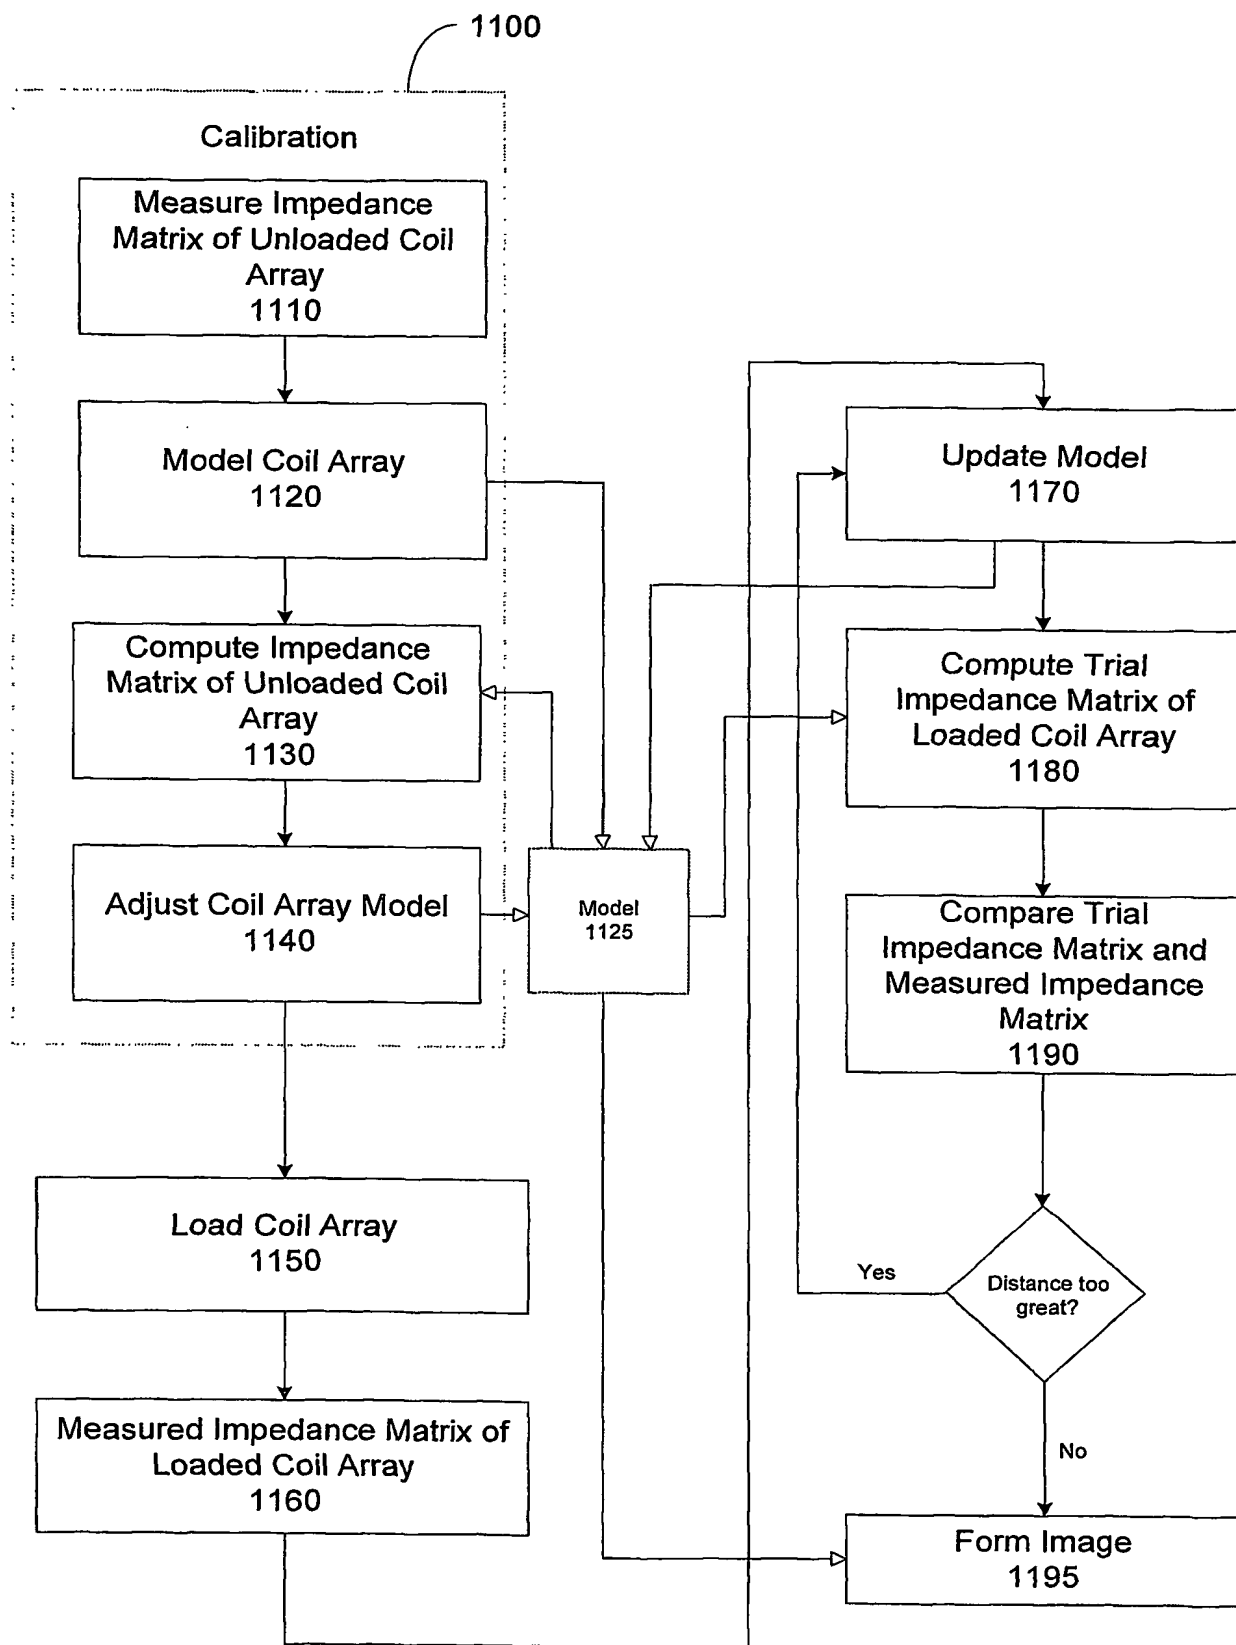 1100
Calibration
Measure Impedance
Matrix of Unloaded Coil
Array
1110
Model Coil Array
1120
Compute Impedance
Matrix of Unloaded Coil
Array
1130
Adjust Coil Array Model
1140
Model
1125
Load Coil Array
1150
Measured Impedance Matrix of
Loaded Coil Array
1160
Update Model
1170
Compute Trial
Impedance Matrix of
Loaded Coil Array
1180
Compare Trial
Impedance Matrix and
Measured Impedance
Matrix
1190
Yes
Distance too
great?
No
Form Image
1195